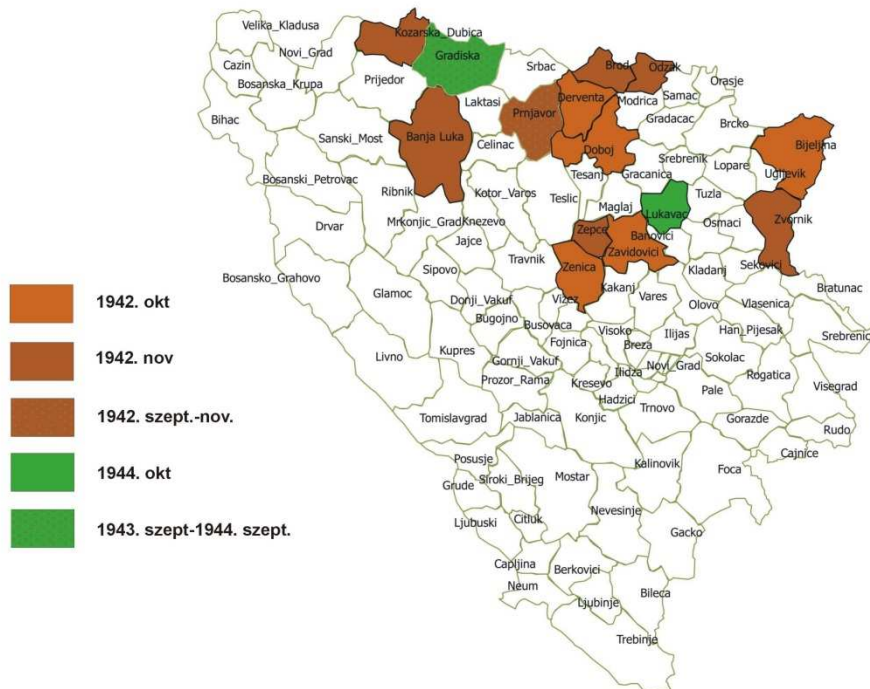 Velika_Kladusa
Kozarska_Dubica
Novi_Grad
Gradiska
Brod
Odzak
Cazin
Srbac
Bosanska_Krupa
Prijedor
Orasje
Derventa
Samac
Laktasi
Modrica
Prnjavor
Gradacac
Brcko
Bihac
Sanski_Most
Banja Luka
Celinac
Doboj
Bijeljina
Srebrenik
Lopare
Tesanj
Gracanica
Ugljevik
Bosanski_Petrovac
Ribnik
Kotor_Varos
Teslic
Tuzla
Maglaj
Lukavac
Drvar
Mrkonjic_Grad
Knezevo
Zepce
Banovici
Osmaci
Zvornik
Jajce
Zavidovici
Travnik
Zenica
Kladanj
Sekovici
Bosansko_Grahovo
Sipovo
Glamoc
Kakanj
Bratunac
Donji_Vakuf
Vitez
Vares
Olovo
Vlasenica
Bugojno
Busovaca
Visoko
Ilijas
Han_Pijesak
Srebrenic
Fojnica
Breza
Livno
Kupres
Gornji_Vakuf
Sokolac
Ilidza
Novi_Grad
Rogatica
Prozor_Rama
Kresevo
Pale
Visegrad
Hadzici
Trnovo
Tomislavgrad
Jablanica
Konjic
Gorazde
Rudo
Cajnice
Posusje
Kalinovik
Foca
Mostar
Grude
Siroki_Brijeg
Nevesinje
Ljubuski
Citluk
Gacko
Capljina
Berkovici
Neum
Bileca
Ljubinje
Trebinje
1942. okt
1942. nov
1942. szept.-nov.
1944. okt
1943. szept-1944. szept.